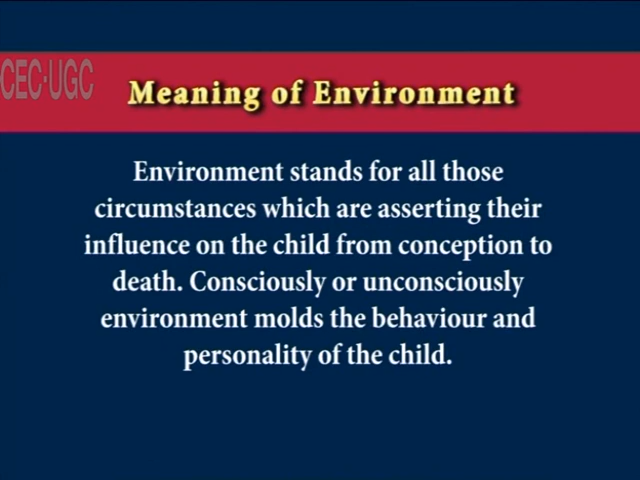 CEC-UGC
Meaning of Environment
Environment stands for all those
circumstances which are asserting their
influence on the child from conception to
death. Consciously or unconsciously
environment molds the behaviour and
personality of the child.